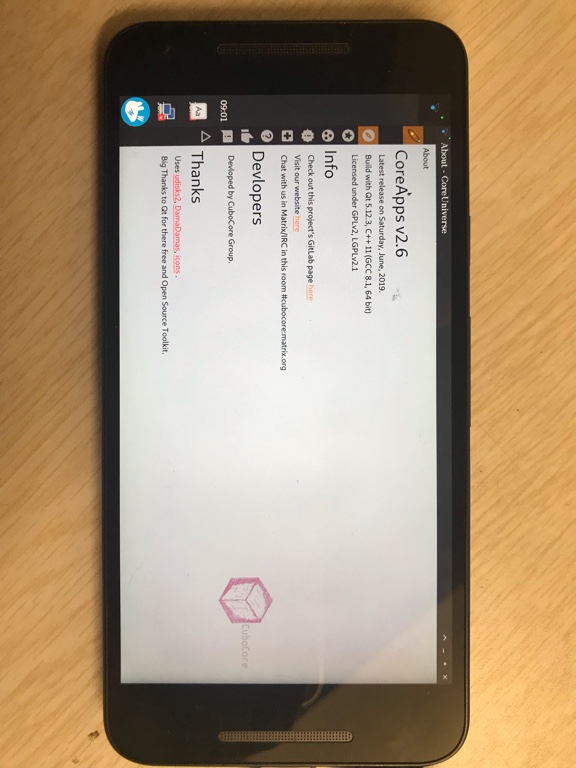 About - CoreUniverse
About
CoreApps v2.6
Latest release on Saturday, June, 2019.
Build with Qt 5.12.3, C++ 11 (GCC 8.1, 64 bit)
Licensed under GPLv2, LGPLv2.1
Info
Check out this project's GitLab page here
Visit our website here
Chat with us in Matrix/IRC in this room #cubocore:matrix.org
Devlopers
Devloped by CuboCore Group.
CuboCore
Thanks
Uses udisks2, DamaDamas, icons .
Big Thanks to Qt for there free and Open Source Toolkit.
09:01
Aa